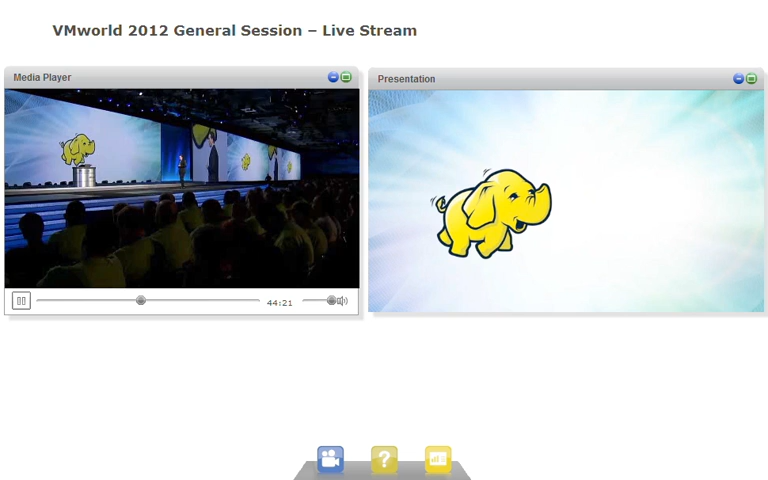 VMworld 2012 General Session – Live Stream
Media Player
Presentation
44:21
?